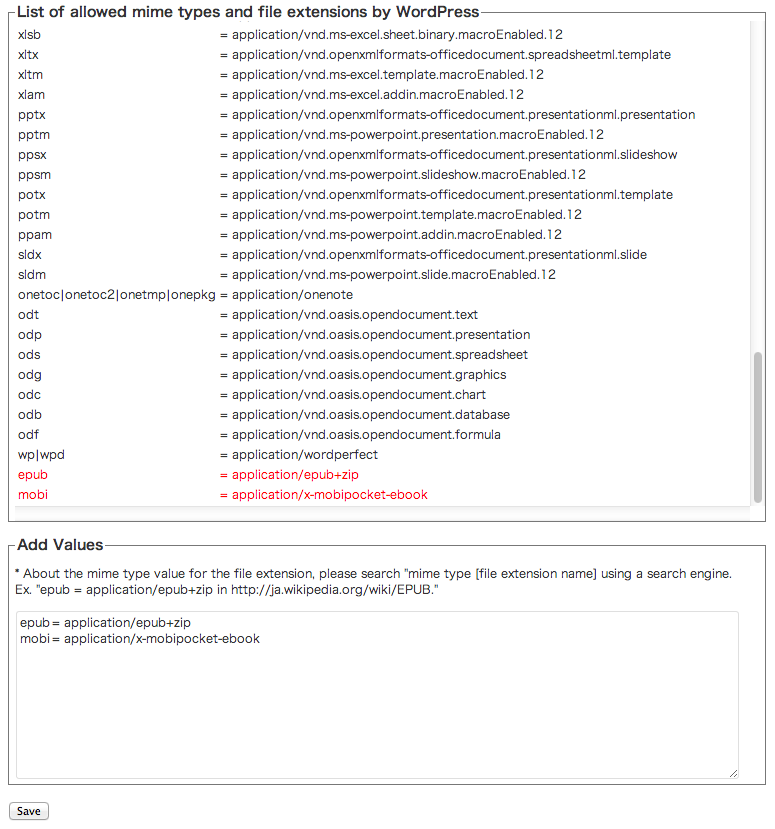 List of allowed mime types and file extensions by WordPress
xlsb = application/vnd.ms-excel.sheet.binary.macroEnabled.12
xltx = application/vnd.openxmlformats-officedocument.spreadsheetml.template
xltm = application/vnd.ms-excel.template.macroEnabled.12
xlam = application/vnd.ms-excel.addin.macroEnabled.12
pptx = application/vnd.openxmlformats-officedocument.presentationml.presentation
pptm = application/vnd.ms-powerpoint.presentation.macroEnabled.12
ppsx = application/vnd.openxmlformats-officedocument.presentationml.slideshow
ppsm = application/vnd.ms-powerpoint.slideshow.macroEnabled.12
potx = application/vnd.openxmlformats-officedocument.presentationml.template
potm = application/vnd.ms-powerpoint.template.macroEnabled.12
ppam = application/vnd.ms-powerpoint.addin.macroEnabled.12
sldx = application/vnd.openxmlformats-officedocument.presentationml.slide
sldm = application/vnd.ms-powerpoint.slide.macroEnabled.12
onetoc|onetoc2|onetmp|onepkg = application/onenote
odt = application/vnd.oasis.opendocument.text
odp = application/vnd.oasis.opendocument.presentation
ods = application/vnd.oasis.opendocument.spreadsheet
odg = application/vnd.oasis.opendocument.graphics
odc = application/vnd.oasis.opendocument.chart
odb = application/vnd.oasis.opendocument.database
odf = application/vnd.oasis.opendocument.formula
wp|wpd = application/wordperfect
epub = application/epub+zip
mobi = application/x-mobipocket-ebook
Add Values
* About the mime type value for the file extension, please search "mime type [file extension name] using a search engine.
Ex. "epub = application/epub+zip in http://ja.wikipedia.org/wiki/EPUB."
epub = application/epub+zip
mobi = application/x-mobipocket-ebook
Save